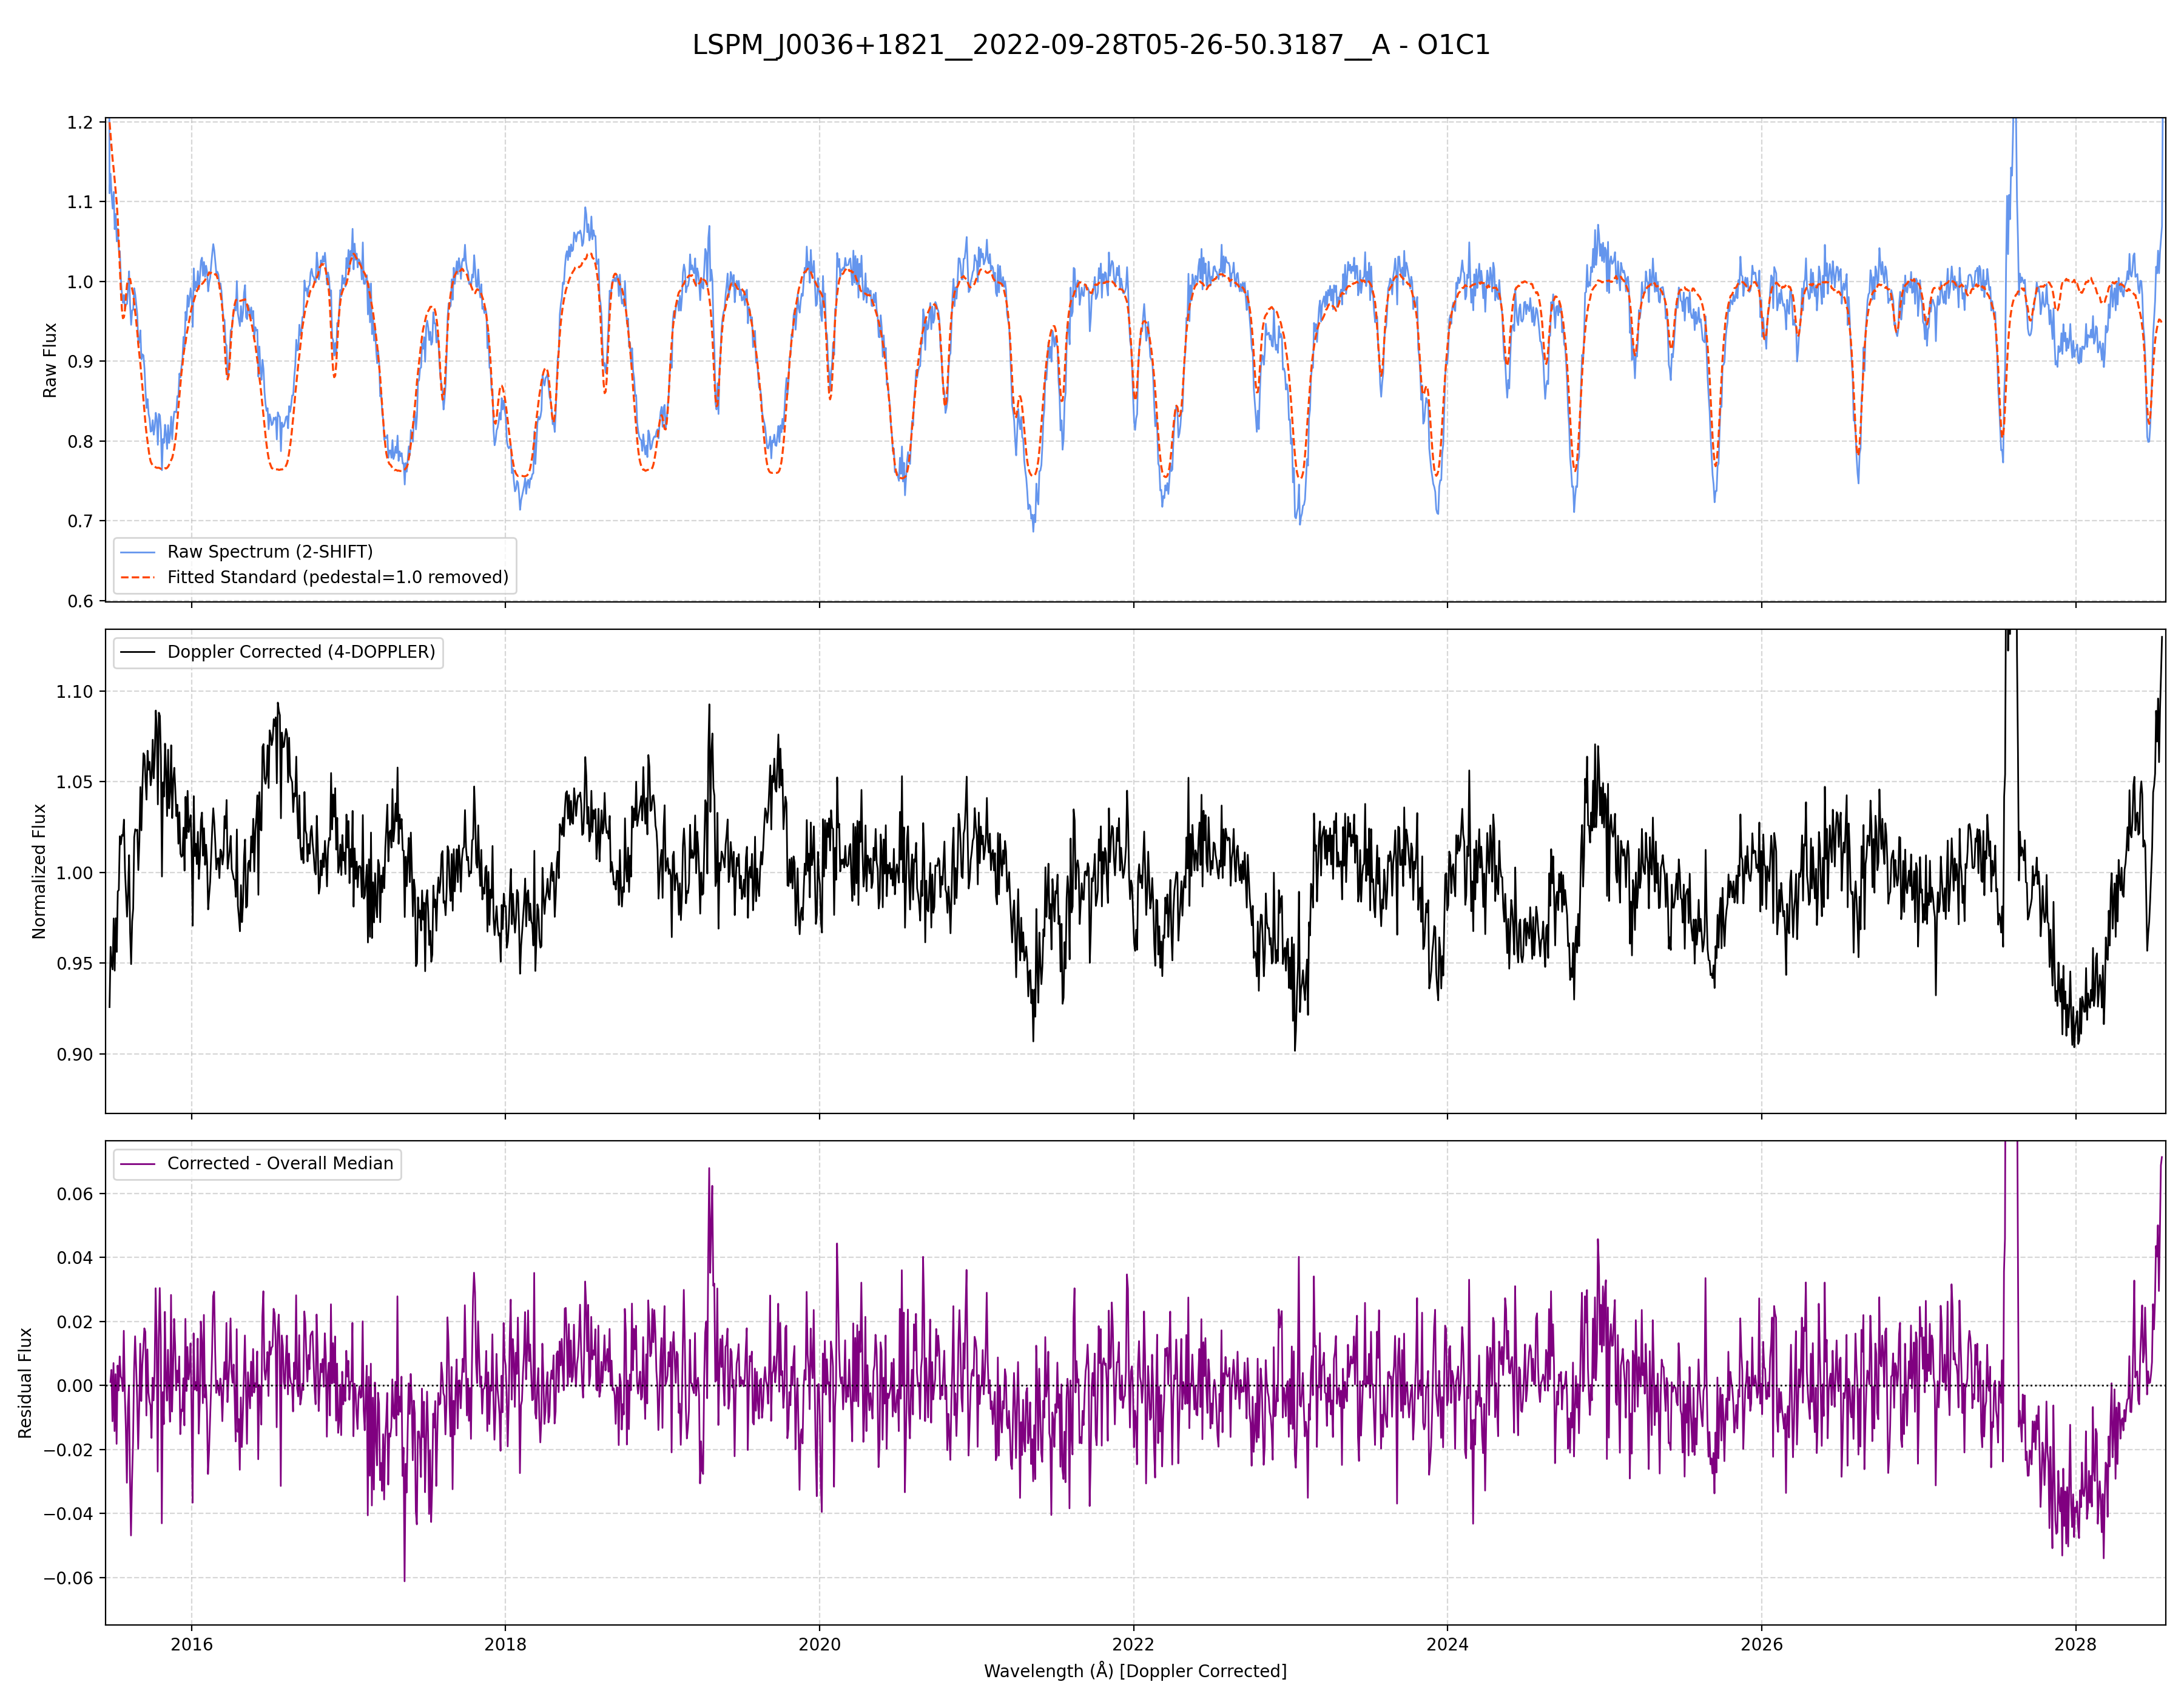 LSPM_J0036+1821__2022-09-28T05-26-50.3187__A - O1C1
1.2
1.1
1.0
0.9
0.8
0.7
0.6
Raw Flux
Raw Spectrum (2-SHIFT)
Fitted Standard (pedestal=1.0 removed)
Doppler Corrected (4-DOPPLER)
1.10
1.05
1.00
0.95
0.90
Normalized Flux
Corrected - Overall Median
0.06
0.04
0.02
0.00
−0.02
−0.04
−0.06
Residual Flux
2016 2018 2020 2022 2024 2026 2028
Wavelength (Å) [Doppler Corrected]